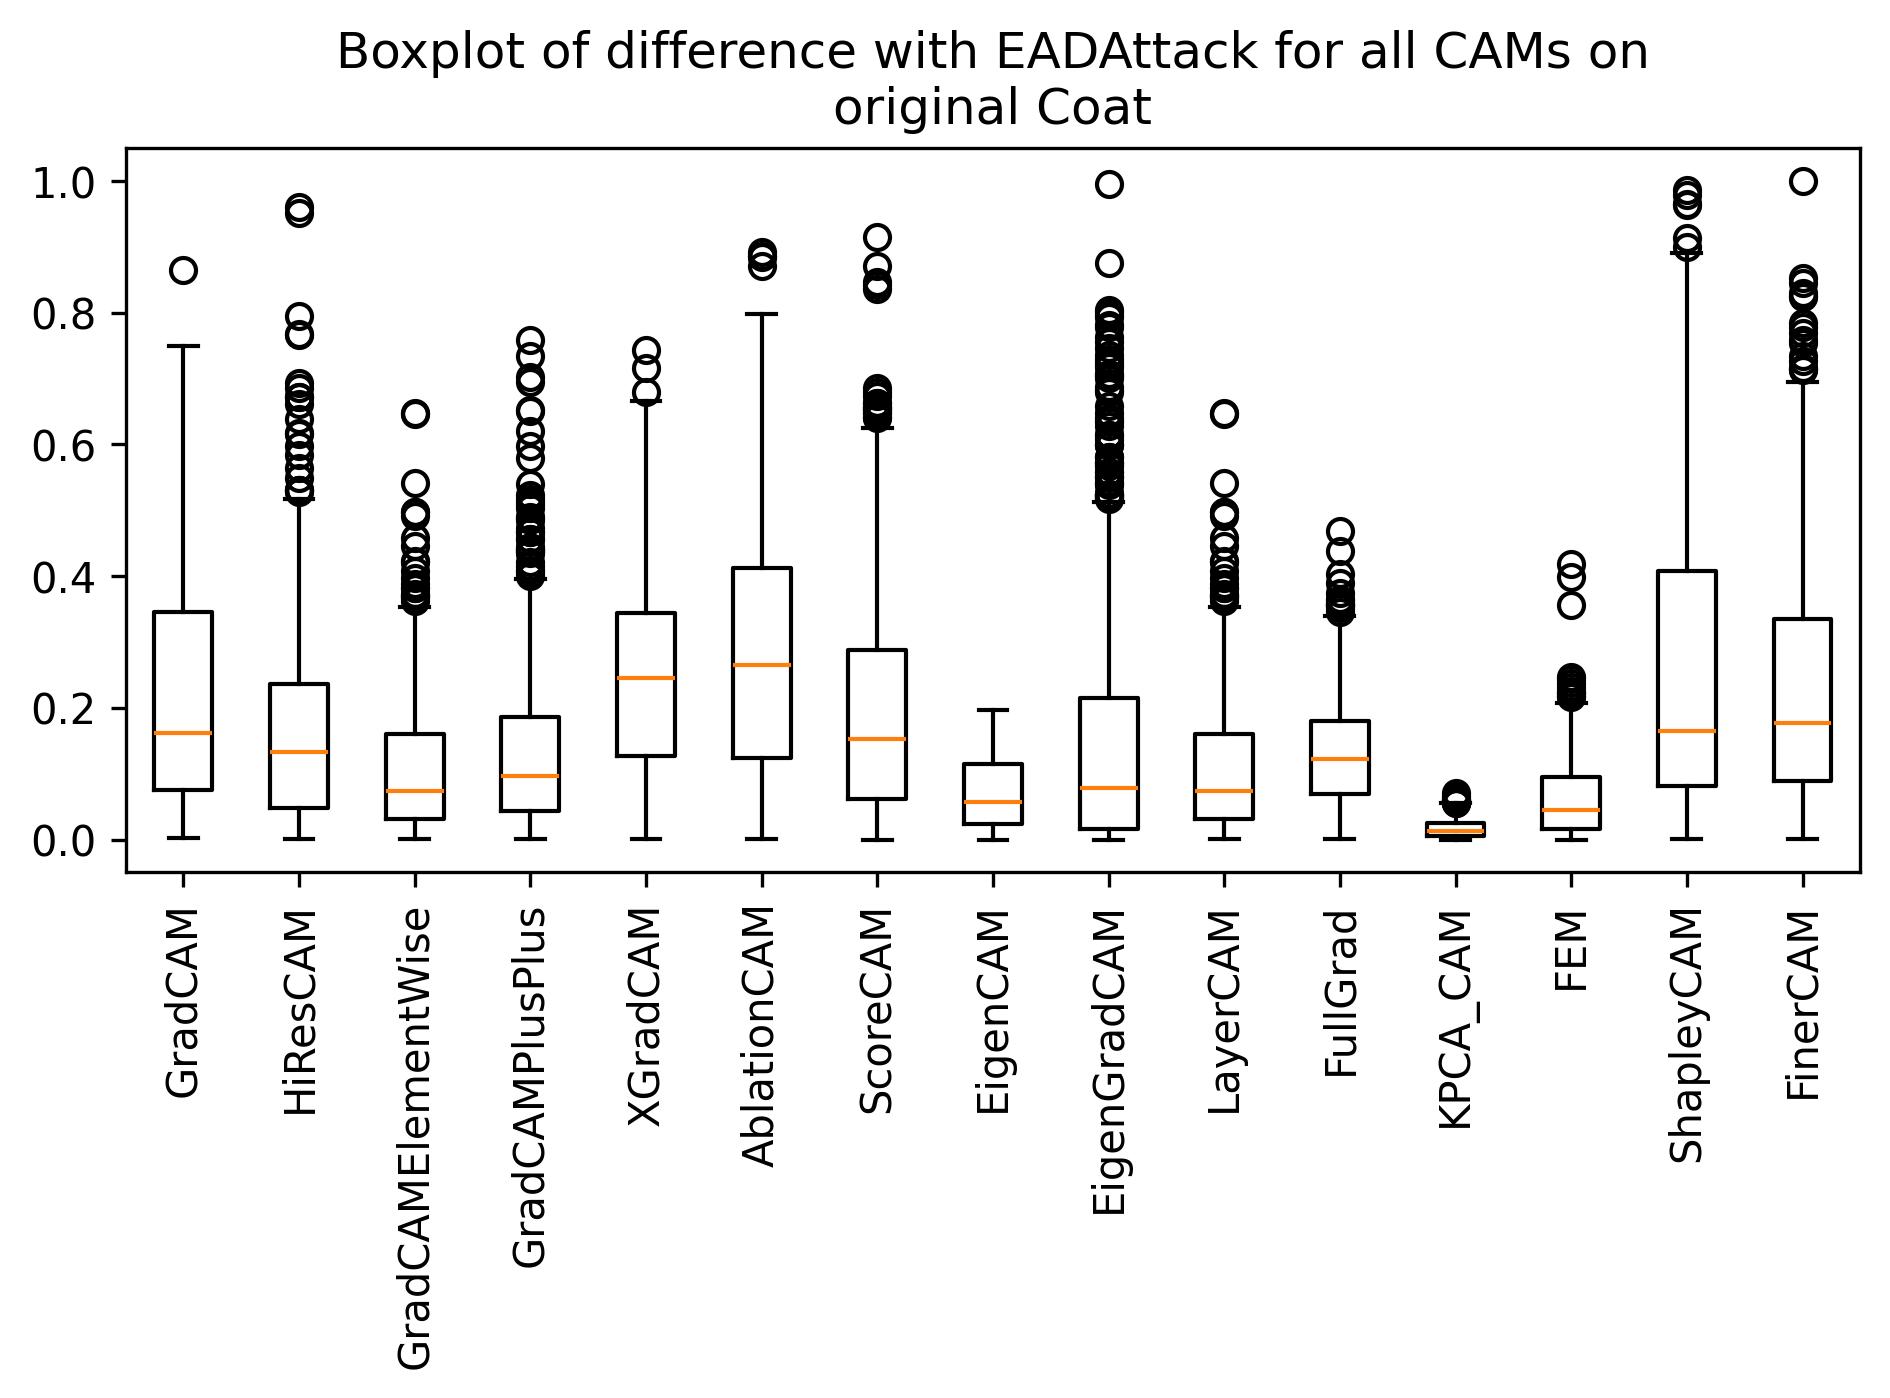 Boxplot of difference with EADAttack for all CAMs on
original Coat
1.0
0.8
0.6
0.4
0.2
0.0
GradCAM
HiResCAM
GradCAMElementWise
GradCAMPlusPlus
XGradCAM
AblationCAM
ScoreCAM
EigenCAM
EigenGradCAM
LayerCAM
FullGrad
KPCA_CAM
FEM
ShapleyCAM
FinerCAM